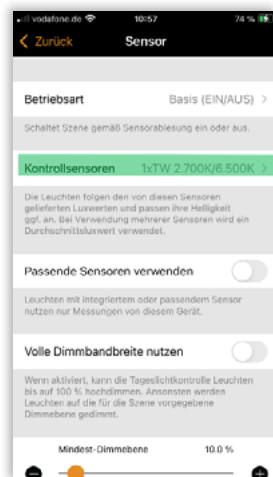 vodafone.de 10:57 74 %
Zurück Sensor
Betriebsart Basis (EIN/AUS)
Schaltet Szene gemäß Sensorablesung ein oder aus.
Kontrollsensoren 1xTW 2.700K/6.500K
Die Leuchten folgen den von diesen Sensoren
gelieferten Luxwerten und passen ihre Helligkeit
ggf. an. Bei Verwendung mehrerer Sensoren wird ein
Durchschnittsluxwert verwendet.
Passende Sensoren verwenden
Leuchten mit integriertem oder passendem Sensor
nutzen nur Messungen von diesem Gerät.
Volle Dimmbandbreite nutzen
Wenn aktiviert, kann die Tageslichtkontrolle Leuchten
bis auf 100 % hochdimmen. Ansonsten werden
Leuchten auf die für die Szene vorgegebene
Dimmebene gedimmt.
Mindest-Dimmebene 10.0 %